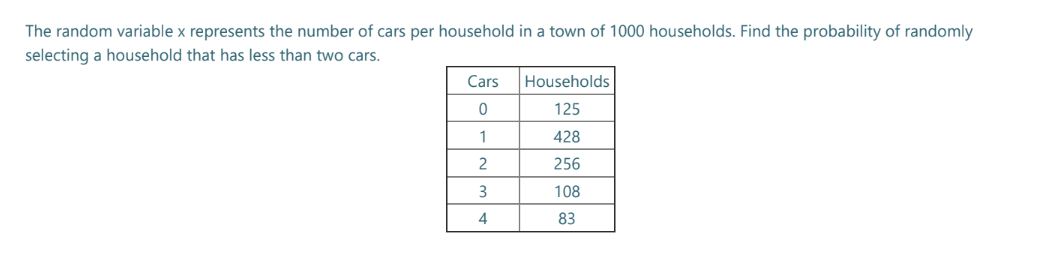 The random variable x represents the number of cars per household in a town of 1000 households. Find the probability of randomly
selecting a household that has less than two cars.
Cars Households
0 125
1 428
2 256
3 108
4 83